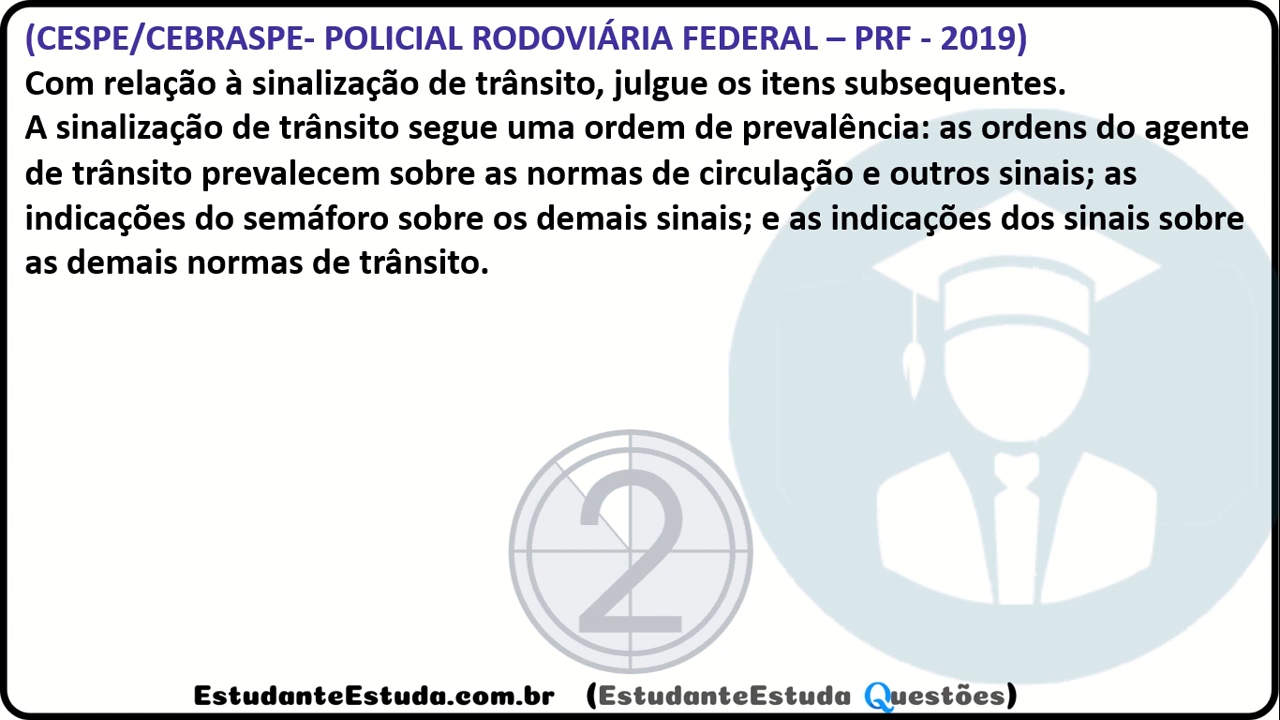 (CESPE/CEBRASPE- POLICIAL RODOVIÁRIA FEDERAL – PRF - 2019)
Com relação à sinalização de trânsito, julgue os itens subsequentes.
A sinalização de trânsito segue uma ordem de prevalência: as ordens do agente
de trânsito prevalecem sobre as normas de circulação e outros sinais; as
indicações do semáforo sobre os demais sinais; e as indicações dos sinais sobre
as demais normas de trânsito.
2
EstudanteEstuda.com.br (EstudanteEstuda Questões)